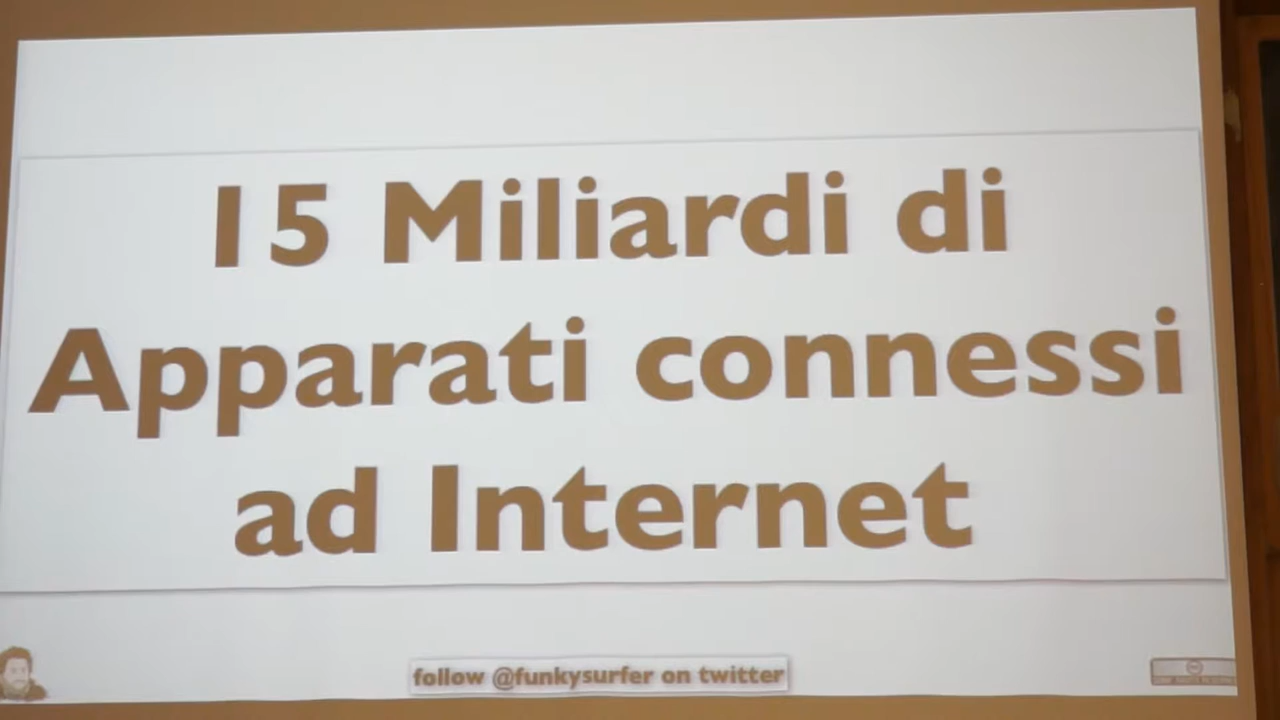 15 Miliardi di
Apparati connessi
ad Internet
follow @funkysurfer on twitter